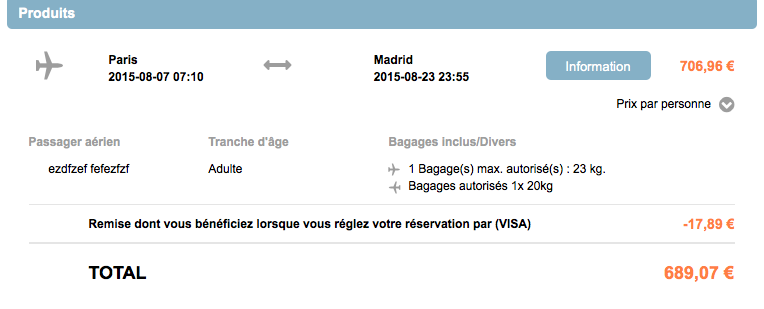 Produits
Paris Madrid
2015-08-07 07:10 2015-08-23 23:55 Information 706,96 €
Prix par personne
Passager aérien Tranche d'âge Bagages inclus/Divers
ezdfzef fefezfzf Adulte 1 Bagage(s) max. autorisé(s) : 23 kg.
Bagages autorisés 1x 20kg
Remise dont vous bénéficiez lorsque vous réglez votre réservation par (VISA) -17,89 €
TOTAL 689,07 €